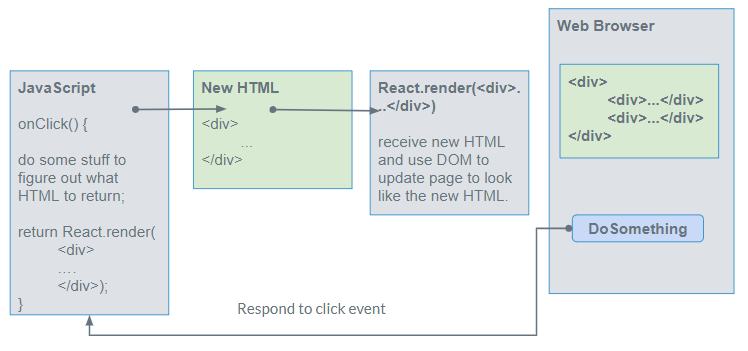 JavaScript
onClick() {
do some stuff to
figure out what
HTML to return;
return React.render(
<div>
....
</div>);
}
New HTML
<div>
...
</div>
React.render(<div>.
..</div>)
receive new HTML
and use DOM to
update page to look
like the new HTML.
Web Browser
<div>
<div>...</div>
<div>...</div>
</div>
DoSomething
Respond to click event